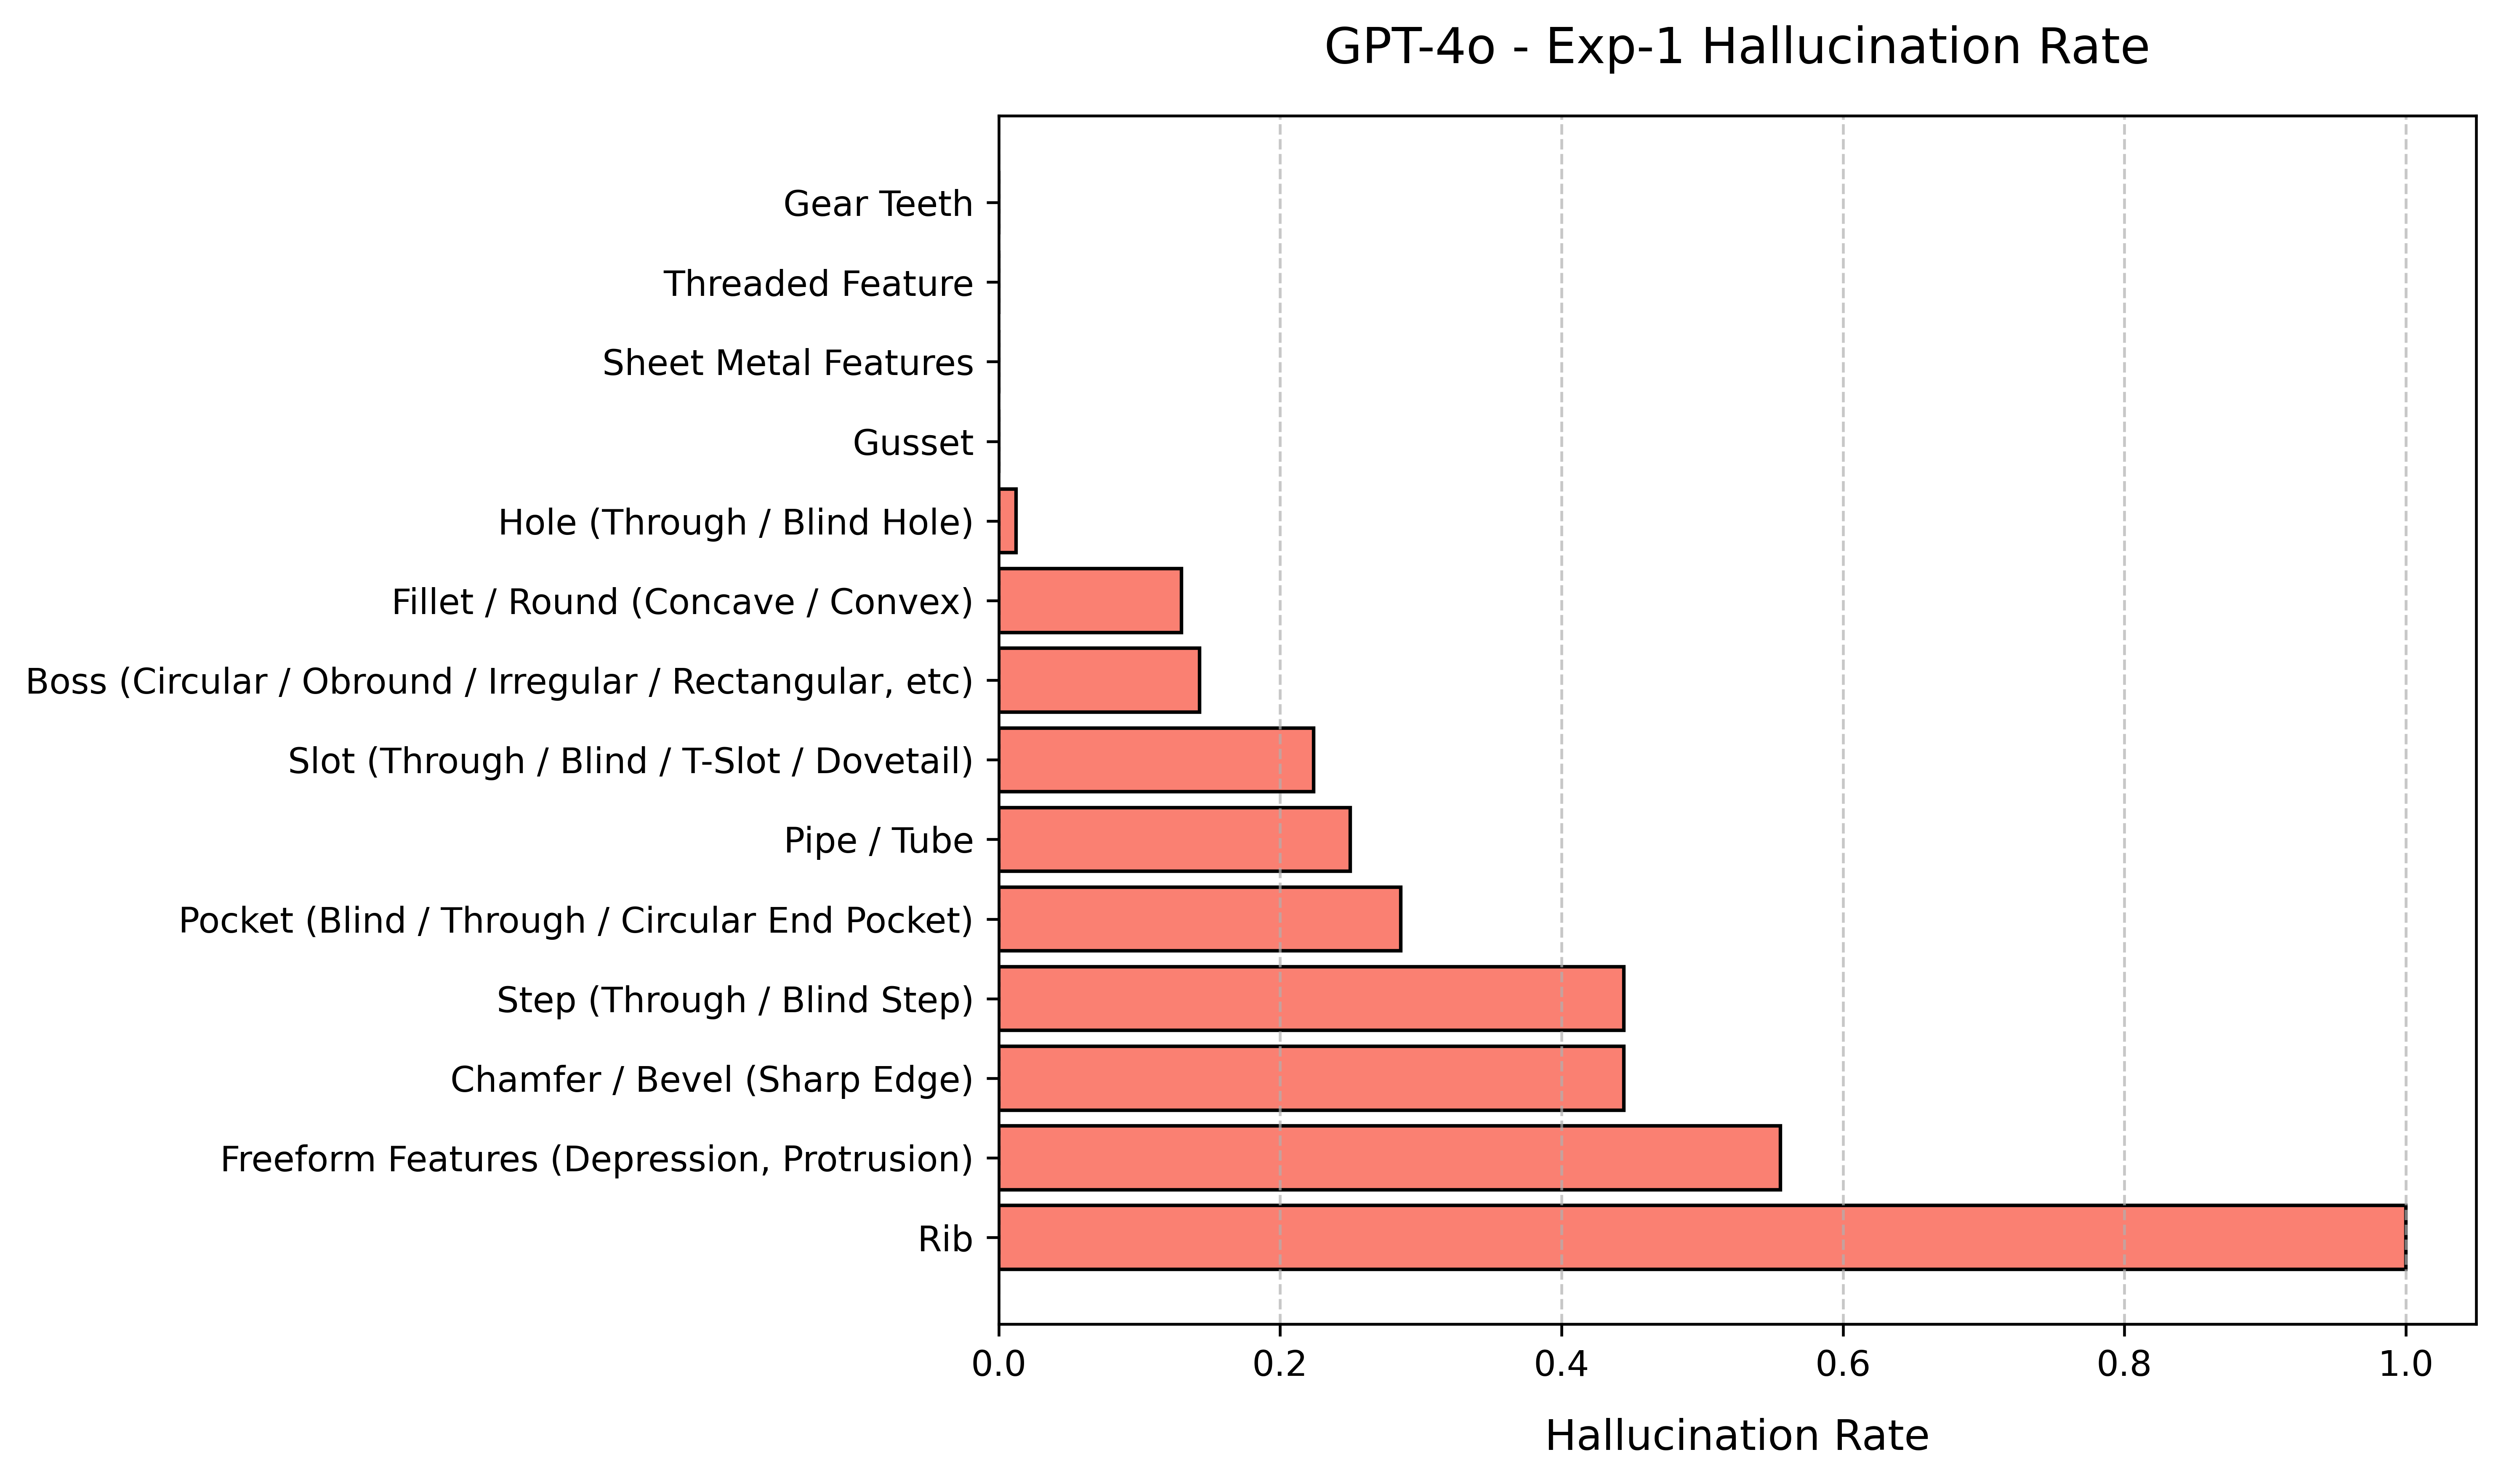 GPT-4o - Exp-1 Hallucination Rate
Gear Teeth
Threaded Feature
Sheet Metal Features
Gusset
Hole (Through / Blind Hole)
Fillet / Round (Concave / Convex)
Boss (Circular / Obround / Irregular / Rectangular, etc)
Slot (Through / Blind / T-Slot / Dovetail)
Pipe / Tube
Pocket (Blind / Through / Circular End Pocket)
Step (Through / Blind Step)
Chamfer / Bevel (Sharp Edge)
Freeform Features (Depression, Protrusion)
Rib
0.0 0.2 0.4 0.6 0.8 1.0
Hallucination Rate